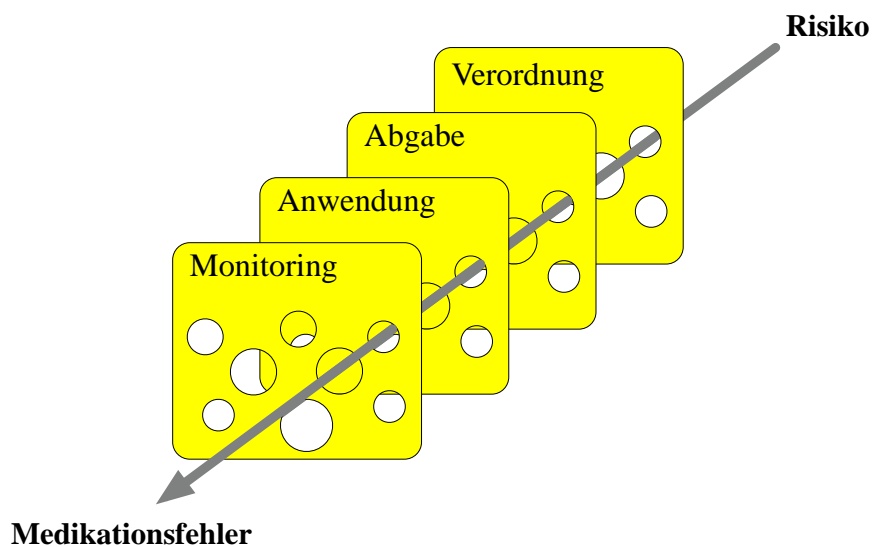 Risiko
Verordnung
Abgabe
Anwendung
Monitoring
Medikationsfehler